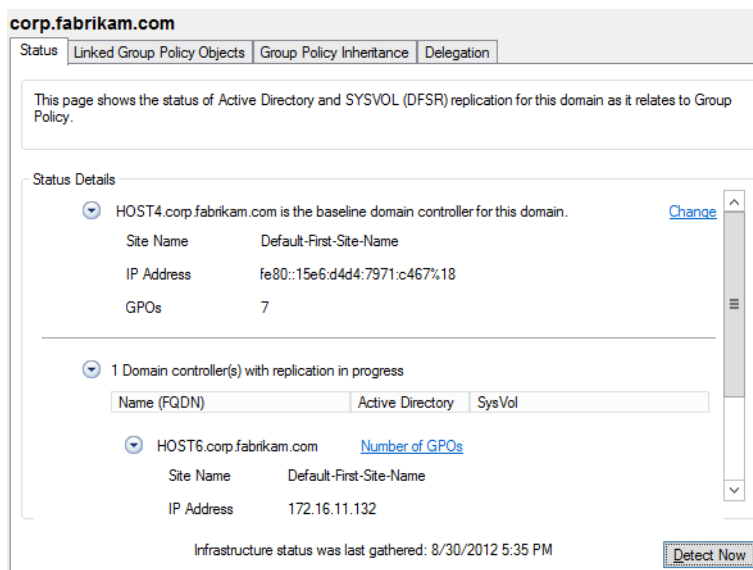 corp.fabrikam.com
Status Linked Group Policy Objects Group Policy Inheritance Delegation
This page shows the status of Active Directory and SYSVOL (DFSR) replication for this domain as it relates to Group
Policy.
Status Details
HOST4.corp.fabrikam.com is the baseline domain controller for this domain. Change
Site Name Default-First-Site-Name
IP Address fe80::15e6:d4d4:7971:c467%18
GPOs 7
1 Domain controller(s) with replication in progress
Name (FQDN) Active Directory SysVol
HOST6.corp.fabrikam.com Number of GPOs
Site Name Default-First-Site-Name
IP Address 172.16.11.132
Infrastructure status was last gathered: 8/30/2012 5:35 PM Detect Now